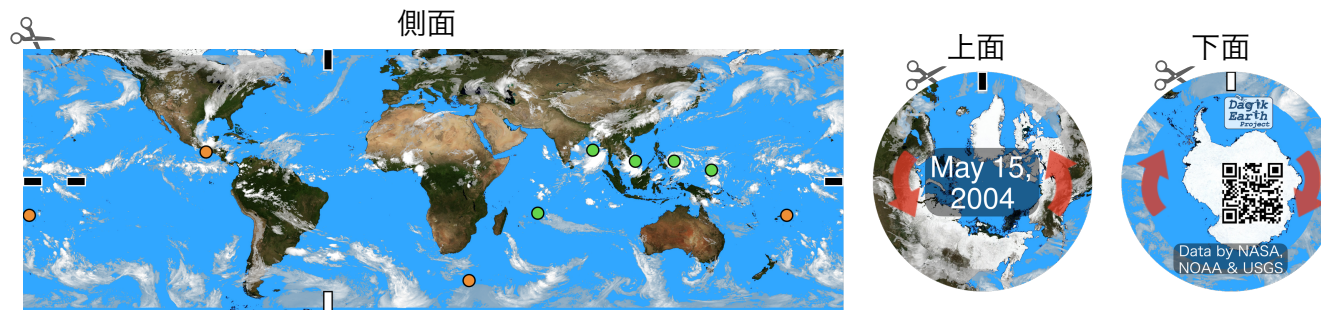 側面
上面
May 15,
2004
下面
Dagik
Earth
Project
Data by NASA,
NOAA & USGS